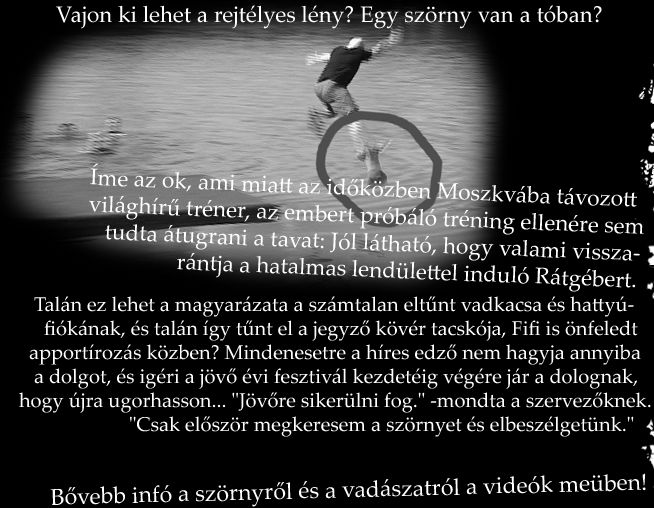 Vajon ki lehet a rejtélyes lény? Egy szörny van a tóban?
Íme az ok, ami miatt az időközben Moszkvába távozott
világhírű tréner, az embert próbáló tréning ellenére sem
tudta átugrani a tavat: Jól látható, hogy valami vissza-
rántja a hatalmas lendülettel induló Rátgébert.
Talán ez lehet a magyarázata a számtalan eltűnt vadkacsa és hattyú-
fiókának, és talán így tűnt el a jegyző kövér tacskója, Fifi is önfeledt
apportírozás közben? Mindenesetre a híres edző nem hagyja annyiba
a dolgot, és igéri a jövő évi fesztivál kezdetéig végére jár a dolognak,
hogy újra ugorhasson... "Jövőre sikerülni fog." -mondta a szervezőknek.
"Csak először megkeresem a szörnyet és elbeszélgetünk."
Bővebb infó a szörnyről és a vadászatról a videók meüben!